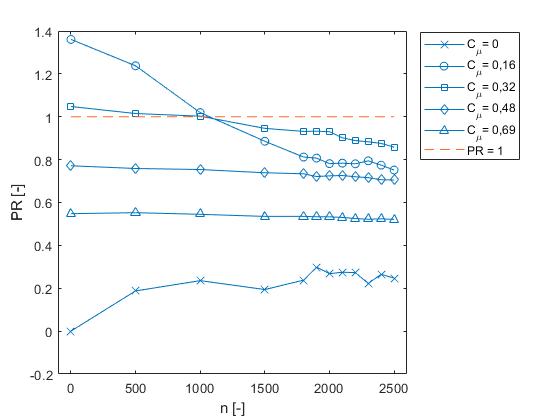 1.4
1.2
1
0.8
0.6
0.4
0.2
0
-0.2
PR [-]
0 500 1000 1500 2000 2500
n [-]
C_μ = 0
C_μ = 0,16
C_μ = 0,32
C_μ = 0,48
C_μ = 0,69
PR = 1